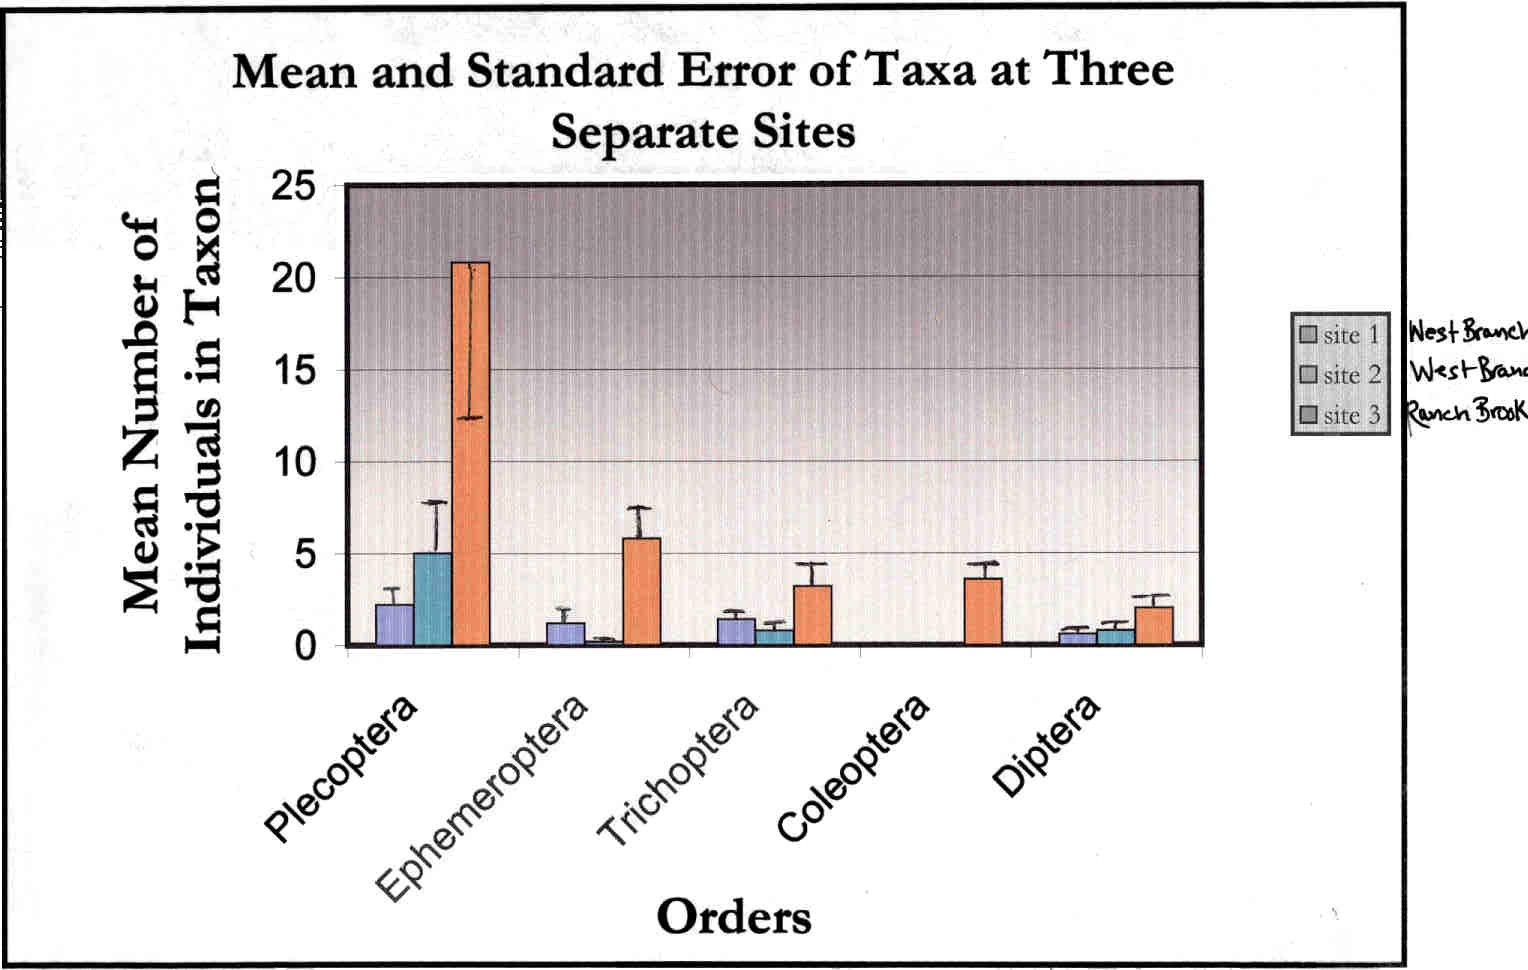 Mean and Standard Error of Taxa at Three
Separate Sites
Mean Number of
Individuals in Taxon
25
20
15
10
5
0
Plecoptera
Ephemeroptera
Trichoptera
Coleoptera
Diptera
Orders
site 1 West Branch
site 2 West Branc
site 3 Ranch Brook